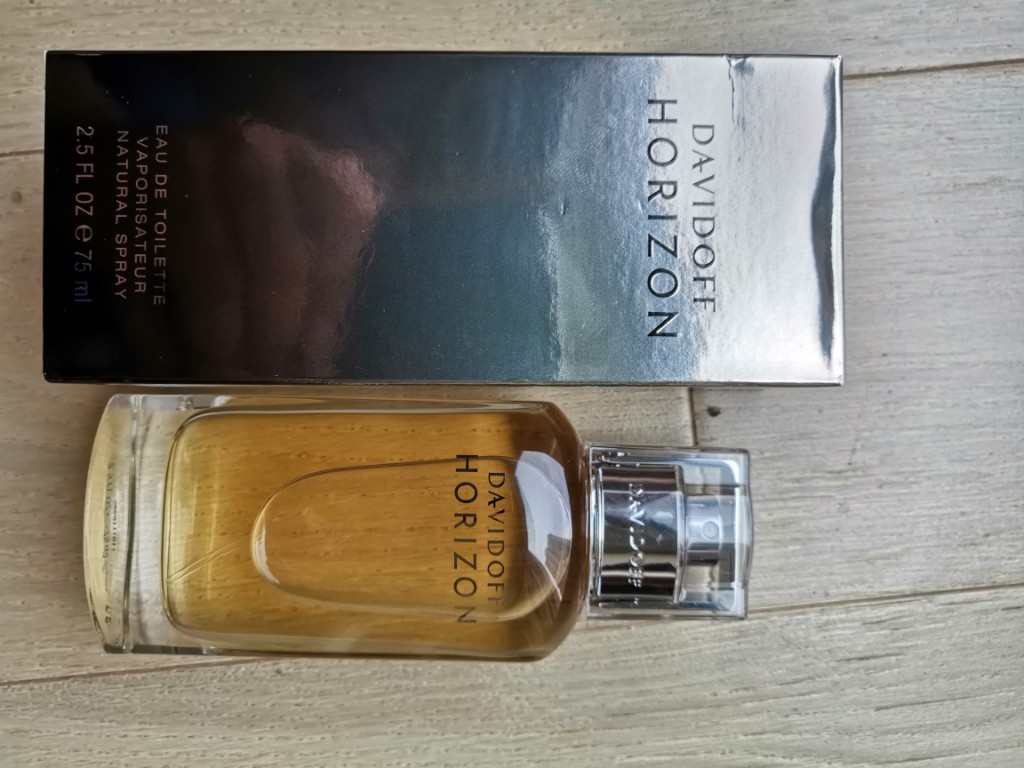 DAVIDOFF
HORIZON
EAU DE TOILETTE
VAPORISATEUR
NATURAL SPRAY
2.5 FL OZ e 75 ml
DAVIDOFF
DAVIDOFF
HORIZON